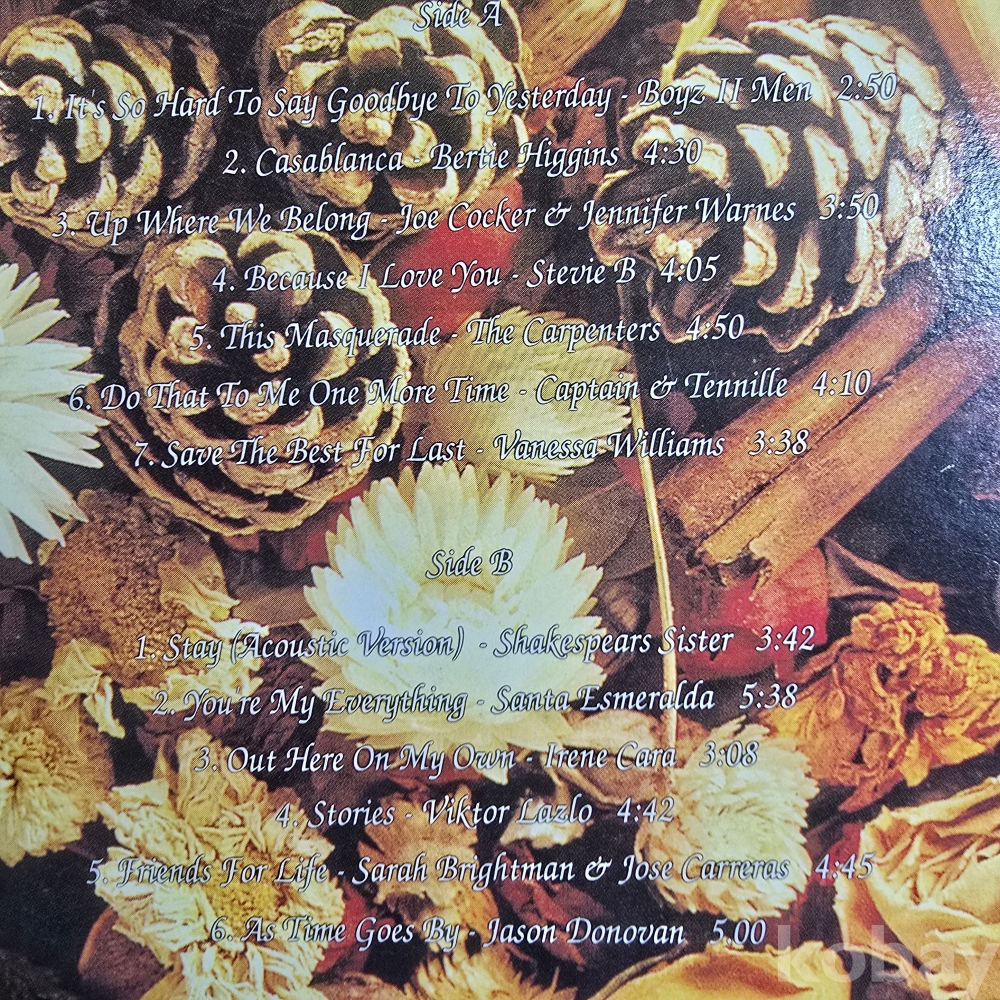 Side A
1. It's So Hard To Say Goodbye To Yesterday - Boyz II Men 2:50
2. Casablanca - Bertie Higgins 4:30
3. Up Where We Belong - Joe Cocker & Jennifer Warnes 3:50
4. Because I Love You - Stevie B 4:05
5. This Masquerade - The Carpenters 4:50
6. Do That To Me One More Time - Captain & Tennille 4:10
7. Save The Best For Last - Vanessa Williams 3:38
Side B
1. Stay (Acoustic Version) - Shakespears Sister 3:42
2. You're My Everything - Santa Esmeralda 5:38
3. Out Here On My Own - Irene Cara 3:08
4. Stories - Viktor Lazlo 4:42
5. Friends For Life - Sarah Brightman & Jose Carreras 4:45
6. As Time Goes By - Jason Donovan 5.00
kobay